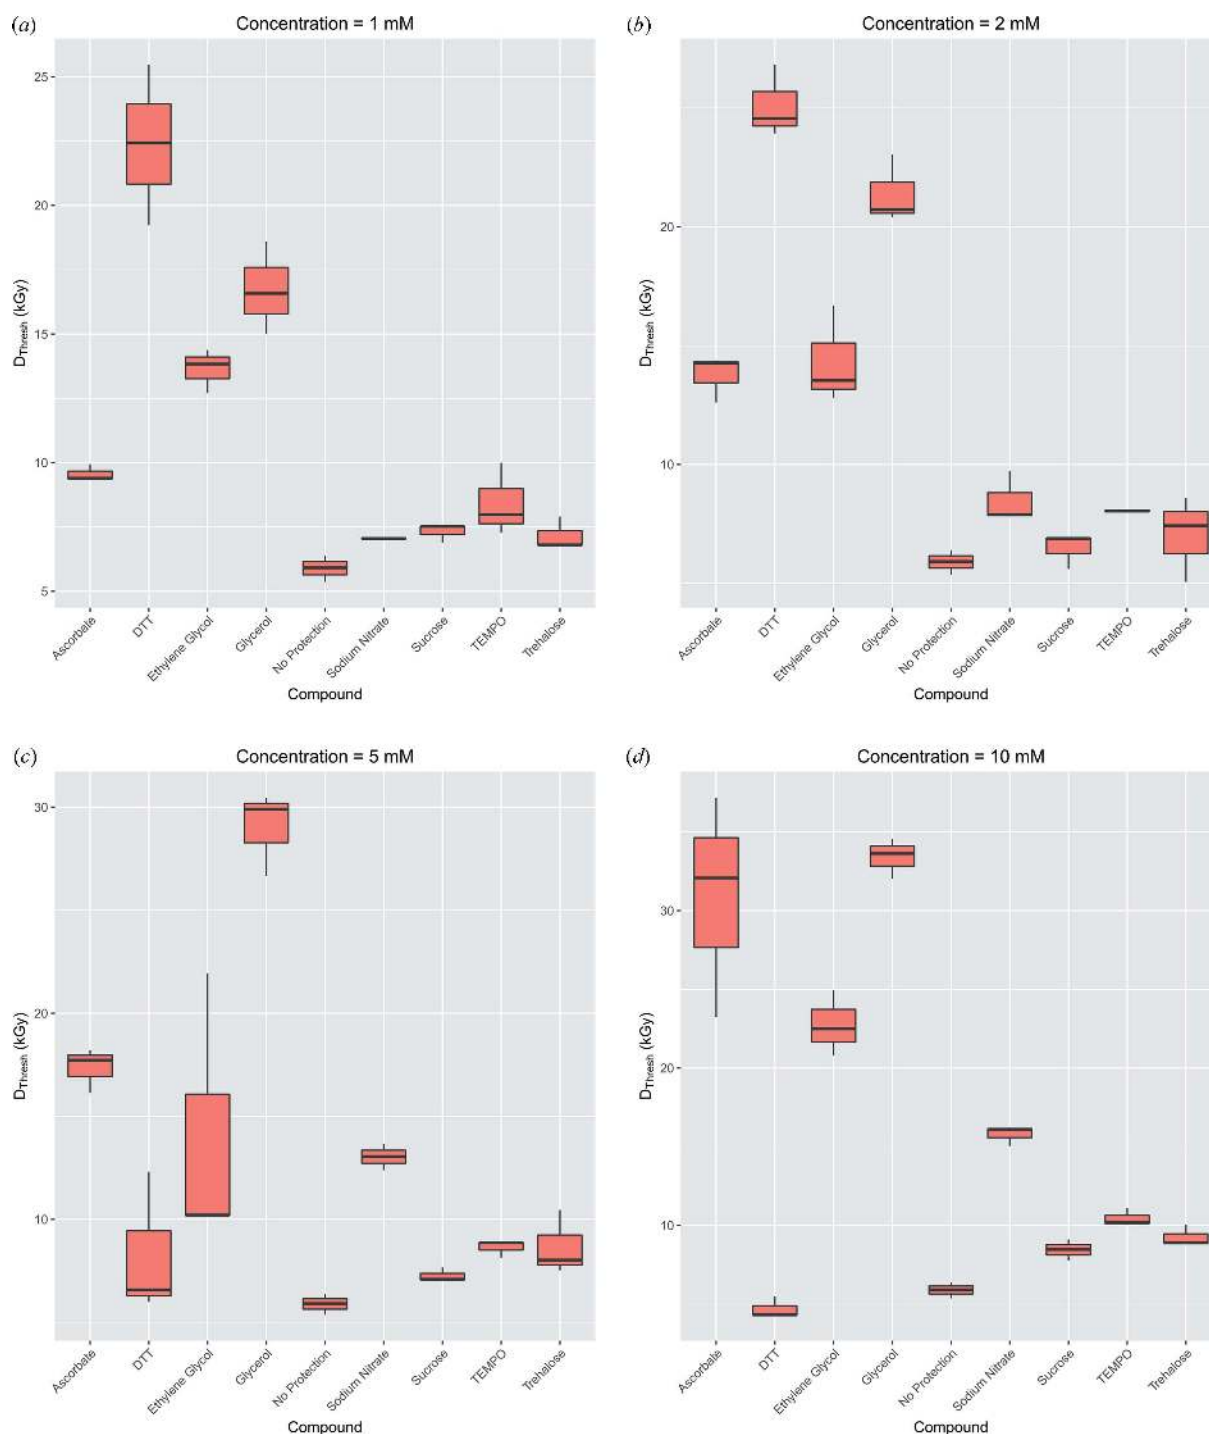 (a) Concentration = 1 mM
25
20
15
10
5
DThresh (kGy)
Ascorbate
DTT
Ethylene Glycol
Glycerol
No Protection
Sodium Nitrate
Sucrose
TEMPO
Trehalose
Compound
(b) Concentration = 2 mM
20
10
DThresh (kGy)
Ascorbate
DTT
Ethylene Glycol
Glycerol
No Protection
Sodium Nitrate
Sucrose
TEMPO
Trehalose
Compound
(c) Concentration = 5 mM
30
20
10
DThresh (kGy)
Ascorbate
DTT
Ethylene Glycol
Glycerol
No Protection
Sodium Nitrate
Sucrose
TEMPO
Trehalose
Compound
(d) Concentration = 10 mM
30
20
10
DThresh (kGy)
Ascorbate
DTT
Ethylene Glycol
Glycerol
No Protection
Sodium Nitrate
Sucrose
TEMPO
Trehalose
Compound